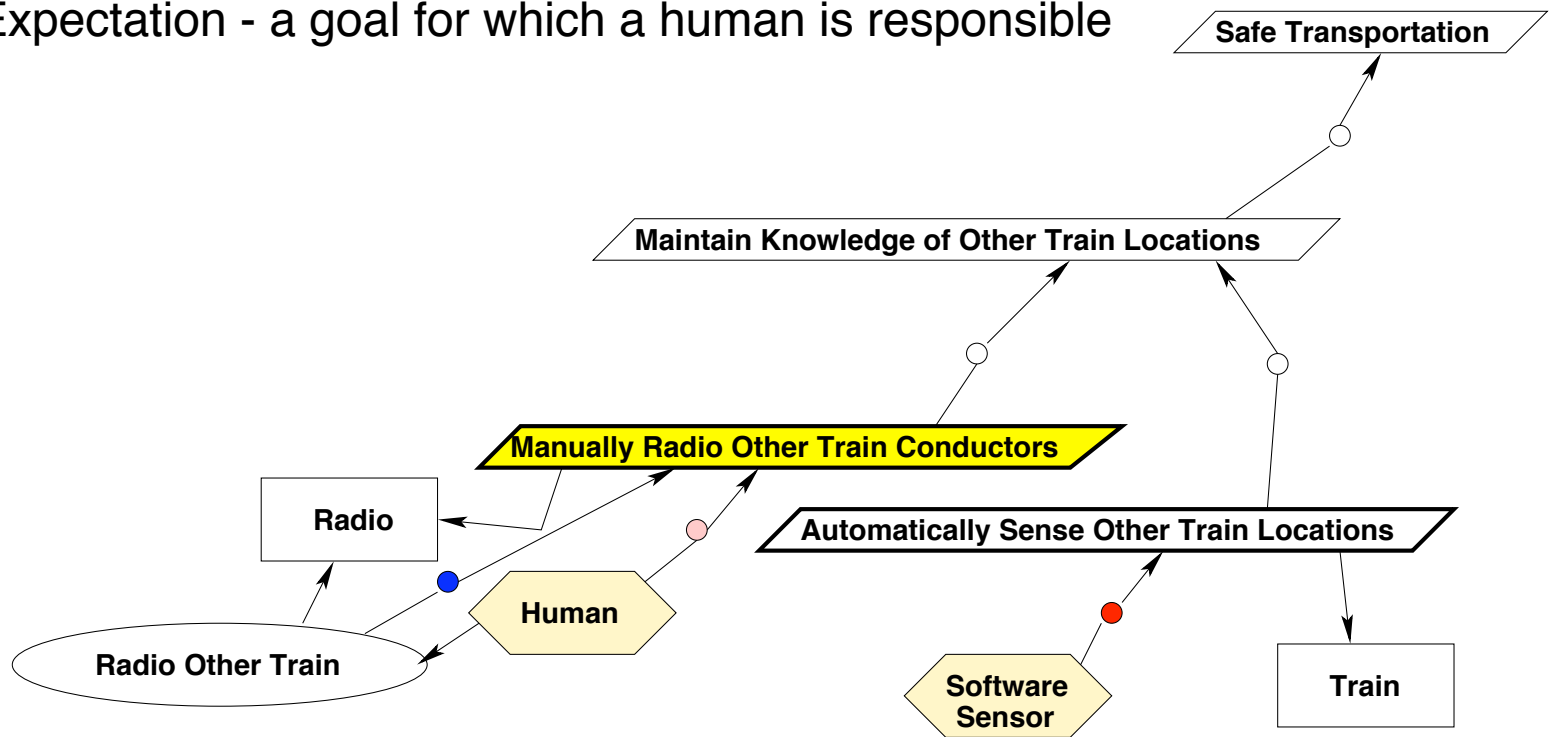 Expectation - a goal for which a human is responsible
Safe Transportation
Maintain Knowledge of Other Train Locations
Manually Radio Other Train Conductors
Radio
Automatically Sense Other Train Locations
Human
Radio Other Train
Software
Sensor
Train